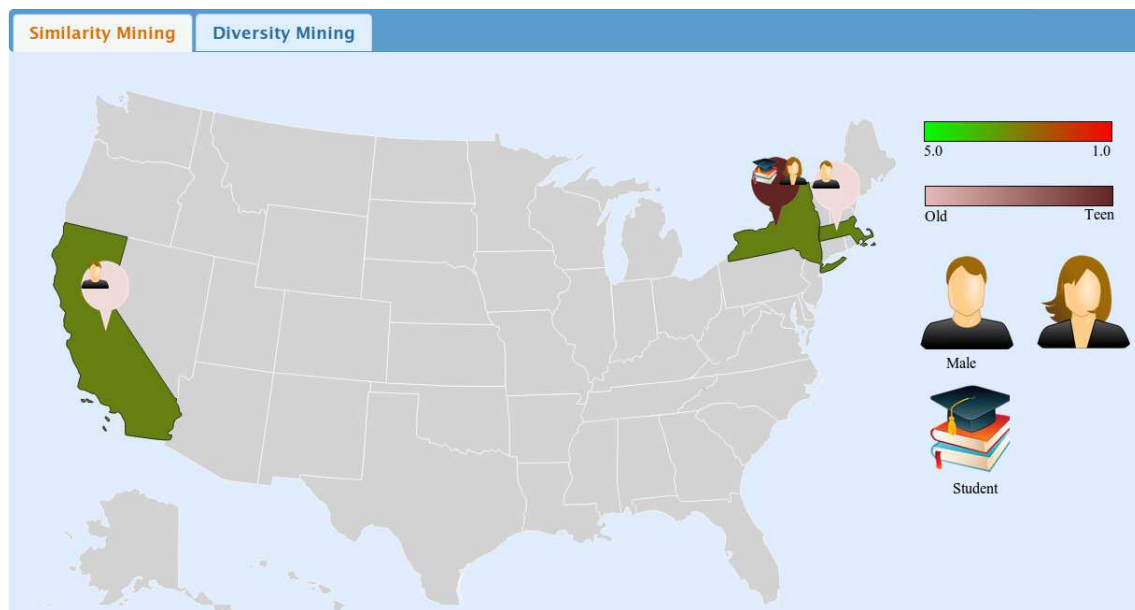 Similarity Mining
Diversity Mining
5.0 1.0
Old Teen
Male
Student